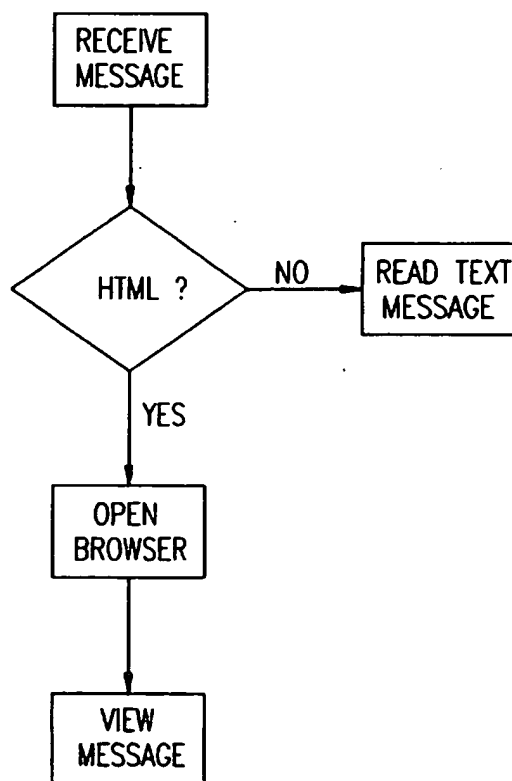 RECEIVE
MESSAGE
HTML ?
NO
READ TEXT
MESSAGE
YES
OPEN
BROWSER
VIEW
MESSAGE